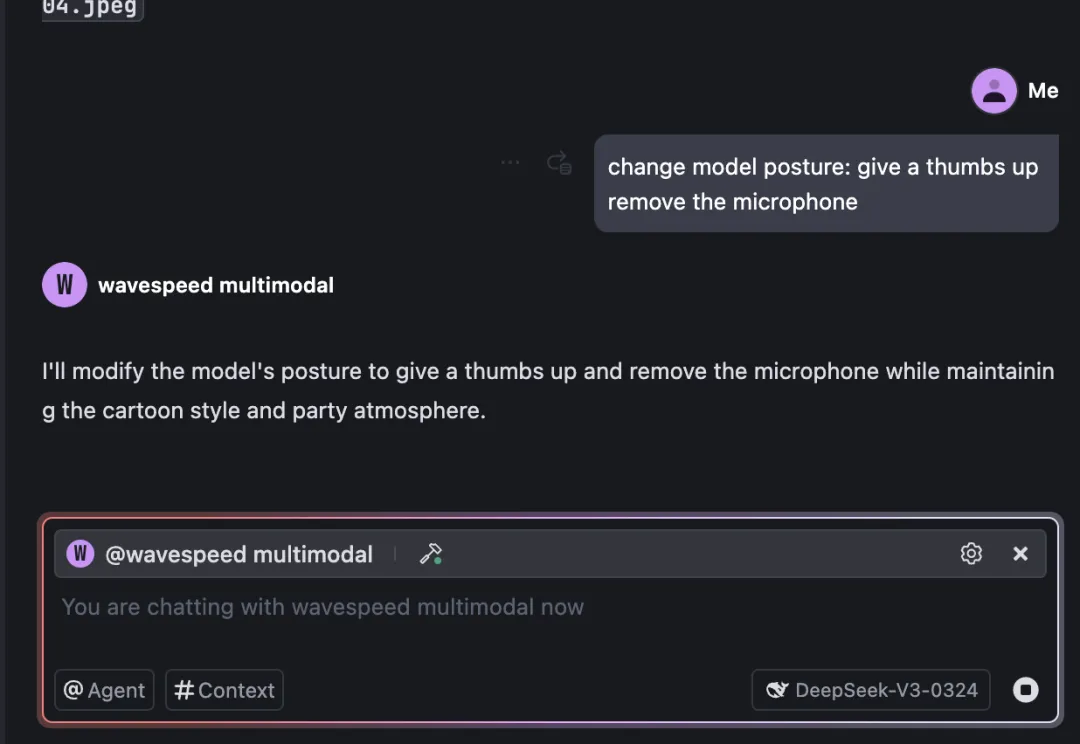 04.jpeg
Me
change model posture: give a thumbs up
remove the microphone
W wavespeed multimodal
I'll modify the model's posture to give a thumbs up and remove the microphone while maintainin
g the cartoon style and party atmosphere.
W @wavespeed multimodal
You are chatting with wavespeed multimodal now
@ Agent # Context DeepSeek-V3-0324